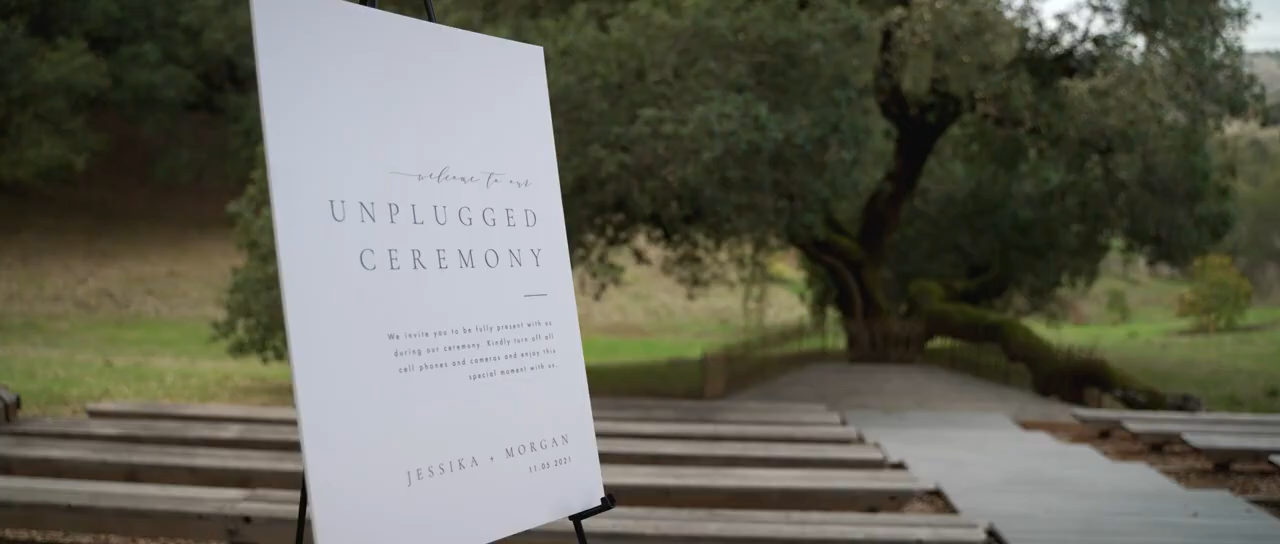 welcome to our
UNPLUGGED
CEREMONY
We invite you to be fully present with us
during our ceremony. Kindly turn off all
cell phones and cameras and enjoy this
special moment with us.
JESSIKA + MORGAN
11.05.2021